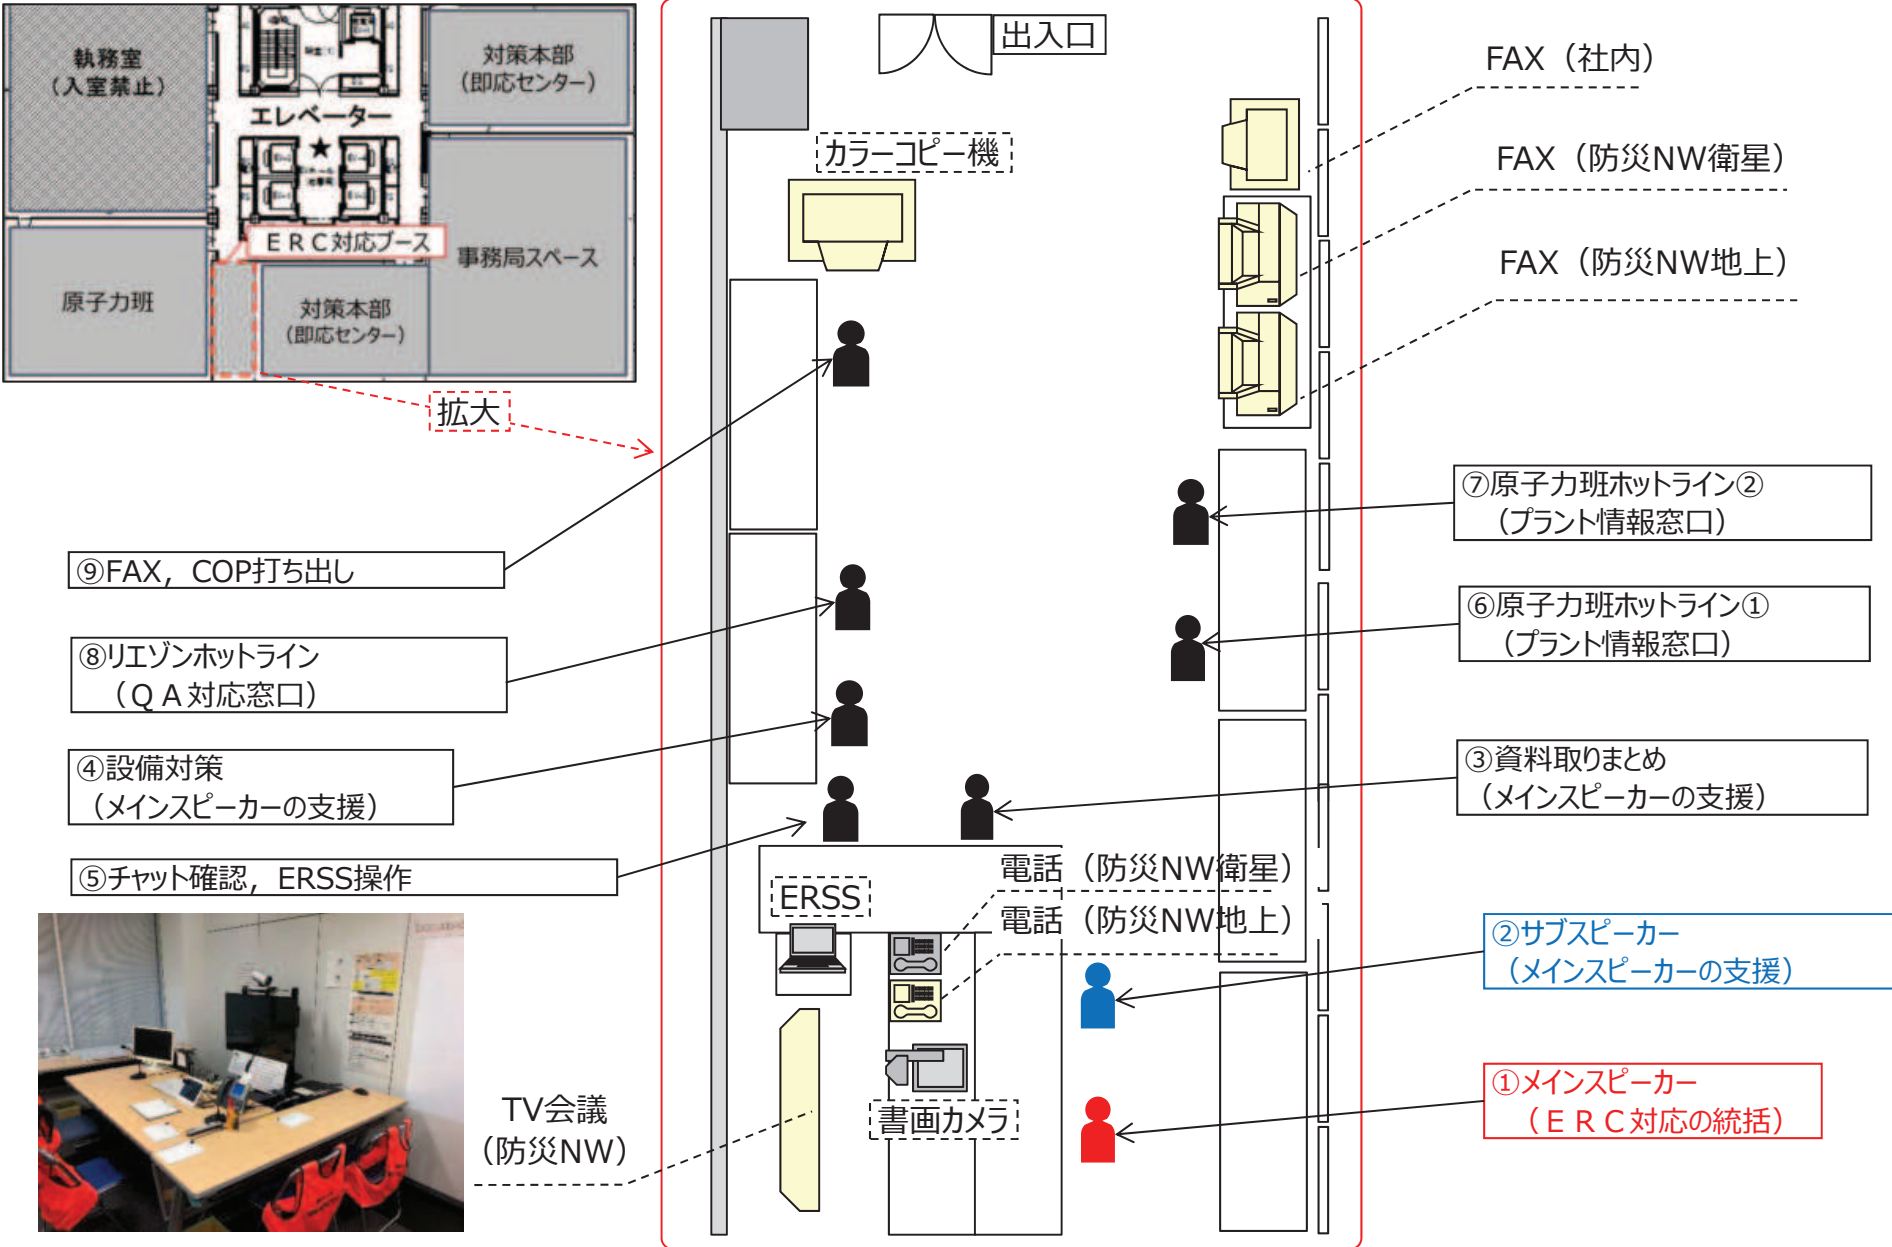 執務室
（入室禁止）
対策本部
（即応センター）
エレベーター
★
ＥＲＣ対応ブース
事務局スペース
原子力班
対策本部
（即応センター）
拡大
出入口
カラーコピー機
FAX（社内）
FAX（防災NW衛星）
FAX（防災NW地上）
⑦原子力班ホットライン②
（プラント情報窓口）
⑥原子力班ホットライン①
（プラント情報窓口）
⑨FAX，COP打ち出し
⑧リエゾンホットライン
（ＱＡ対応窓口）
④設備対策
（メインスピーカーの支援）
③資料取りまとめ
（メインスピーカーの支援）
⑤チャット確認，ERSS操作
ERSS
電話（防災NW衛星）
電話（防災NW地上）
②サブスピーカー
（メインスピーカーの支援）
①メインスピーカー
（ＥＲＣ対応の統括）
書画カメラ
TV会議
（防災NW）